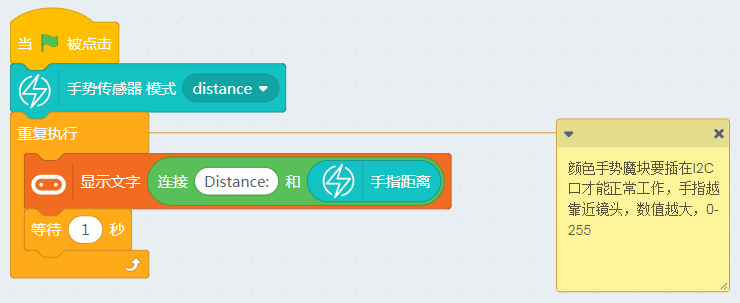 当 被点击
手势传感器 模式 distance
重复执行
显示文字 连接 Distance: 和 手指距离
等待 1 秒
颜色手势魔块要插在I2C
口才能正常工作，手指越
靠近镜头，数值越大，0-
255